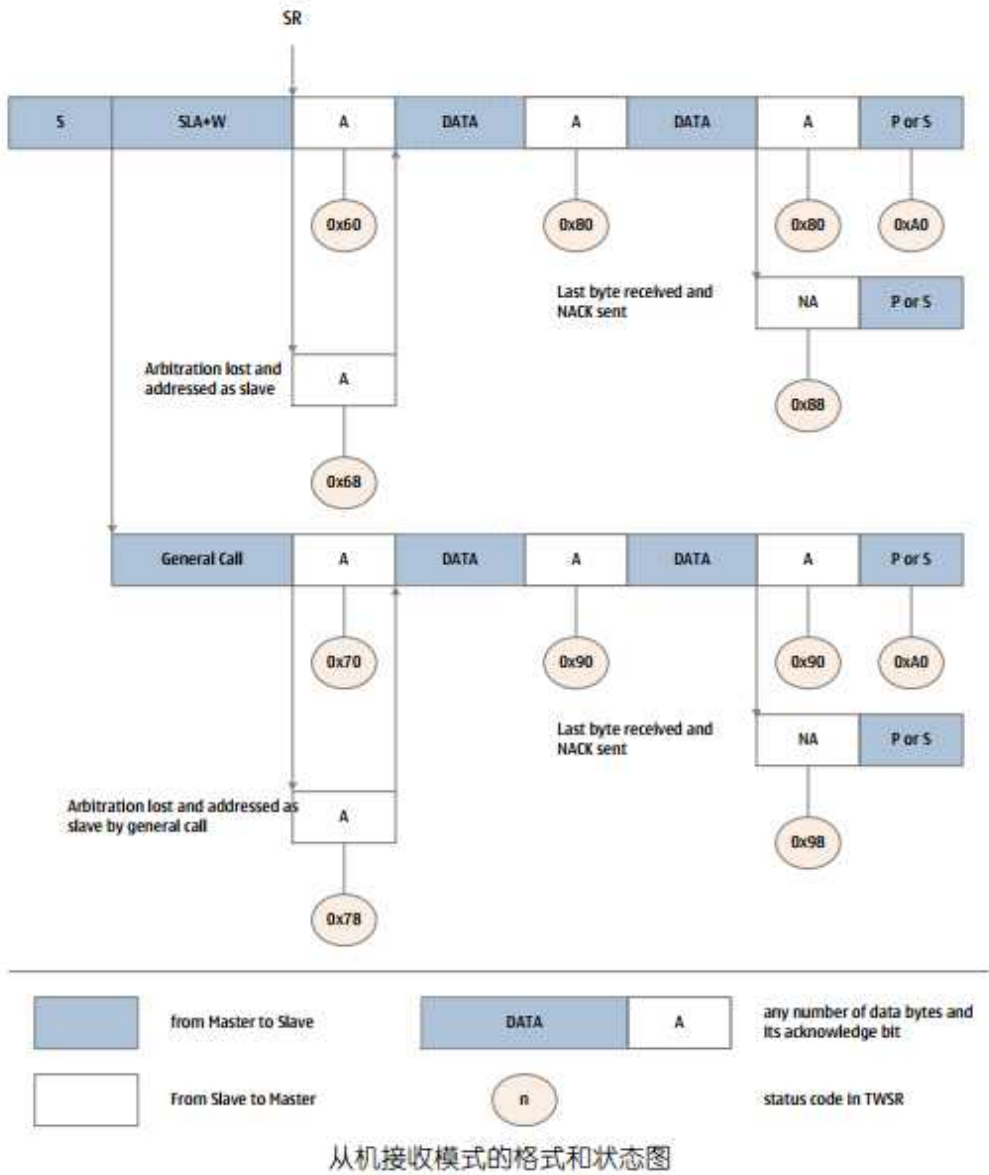 SR
S SLA+W A DATA A DATA A P or S
0x60 0x80 0x80 0xA0
Last byte received and
NACK sent
NA P or S
Arbitration lost and
addressed as slave
A
0x88
0x68
General Call A DATA A DATA A P or S
0x70 0x90 0x90 0xA0
Last byte received and
NACK sent
NA P or S
Arbitration lost and addressed as
slave by general call
A
0x98
0x78
from Master to Slave
DATA A
any number of data bytes and
its acknowledge bit
From Slave to Master
n
status code in TWSR
从机接收模式的格式和状态图